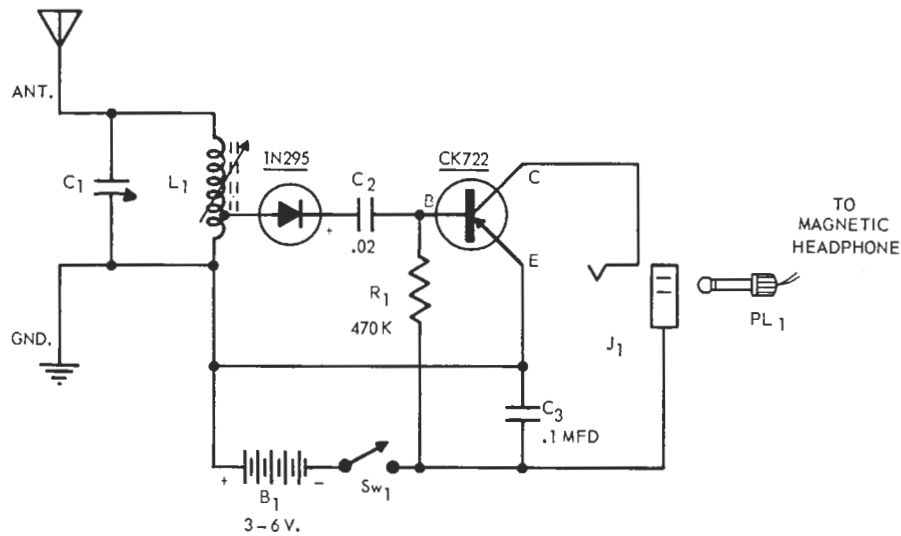 ANT.
C1
L1
1N295
+
C2
.02
B
CK722
C
E
R1
470 K
TO
MAGNETIC
HEADPHONE
PL1
J1
GND.
C3
.1 MFD
+
-
B1
3-6 V.
Sw1